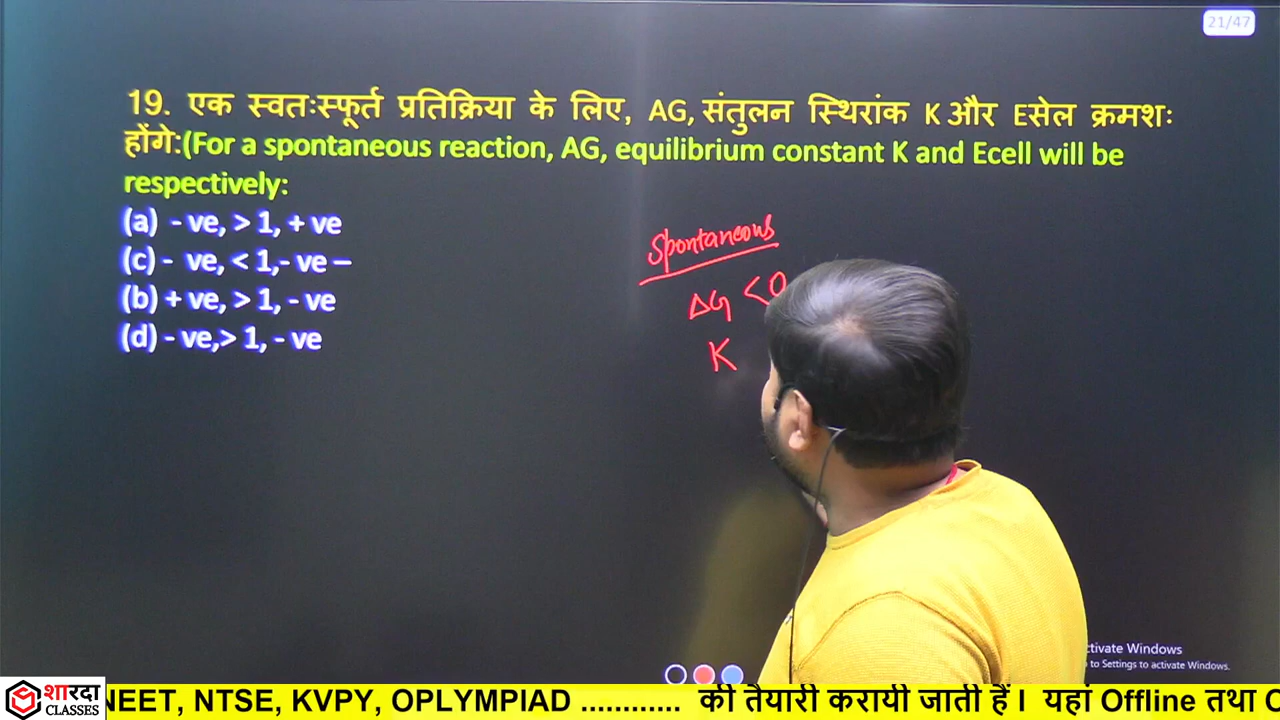 21/47
19. एक स्वतःस्फूर्त प्रतिक्रिया के लिए, AG, संतुलन स्थिरांक K और Eसेल क्रमशः
होंगे:(For a spontaneous reaction, AG, equilibrium constant K and Ecell will be
respectively:
(a) - ve, > 1, + ve
(c) - ve, < 1,- ve –
(b) + ve, > 1, - ve
(d) - ve,> 1, - ve
Spontaneous
ΔG <0
K
ctivate Windows
to Settings to activate Windows.
शारदा
CLASSES
NEET, NTSE, KVPY, OPLYMPIAD ............ की तैयारी करायी जाती हैं । यहां Offline तथा